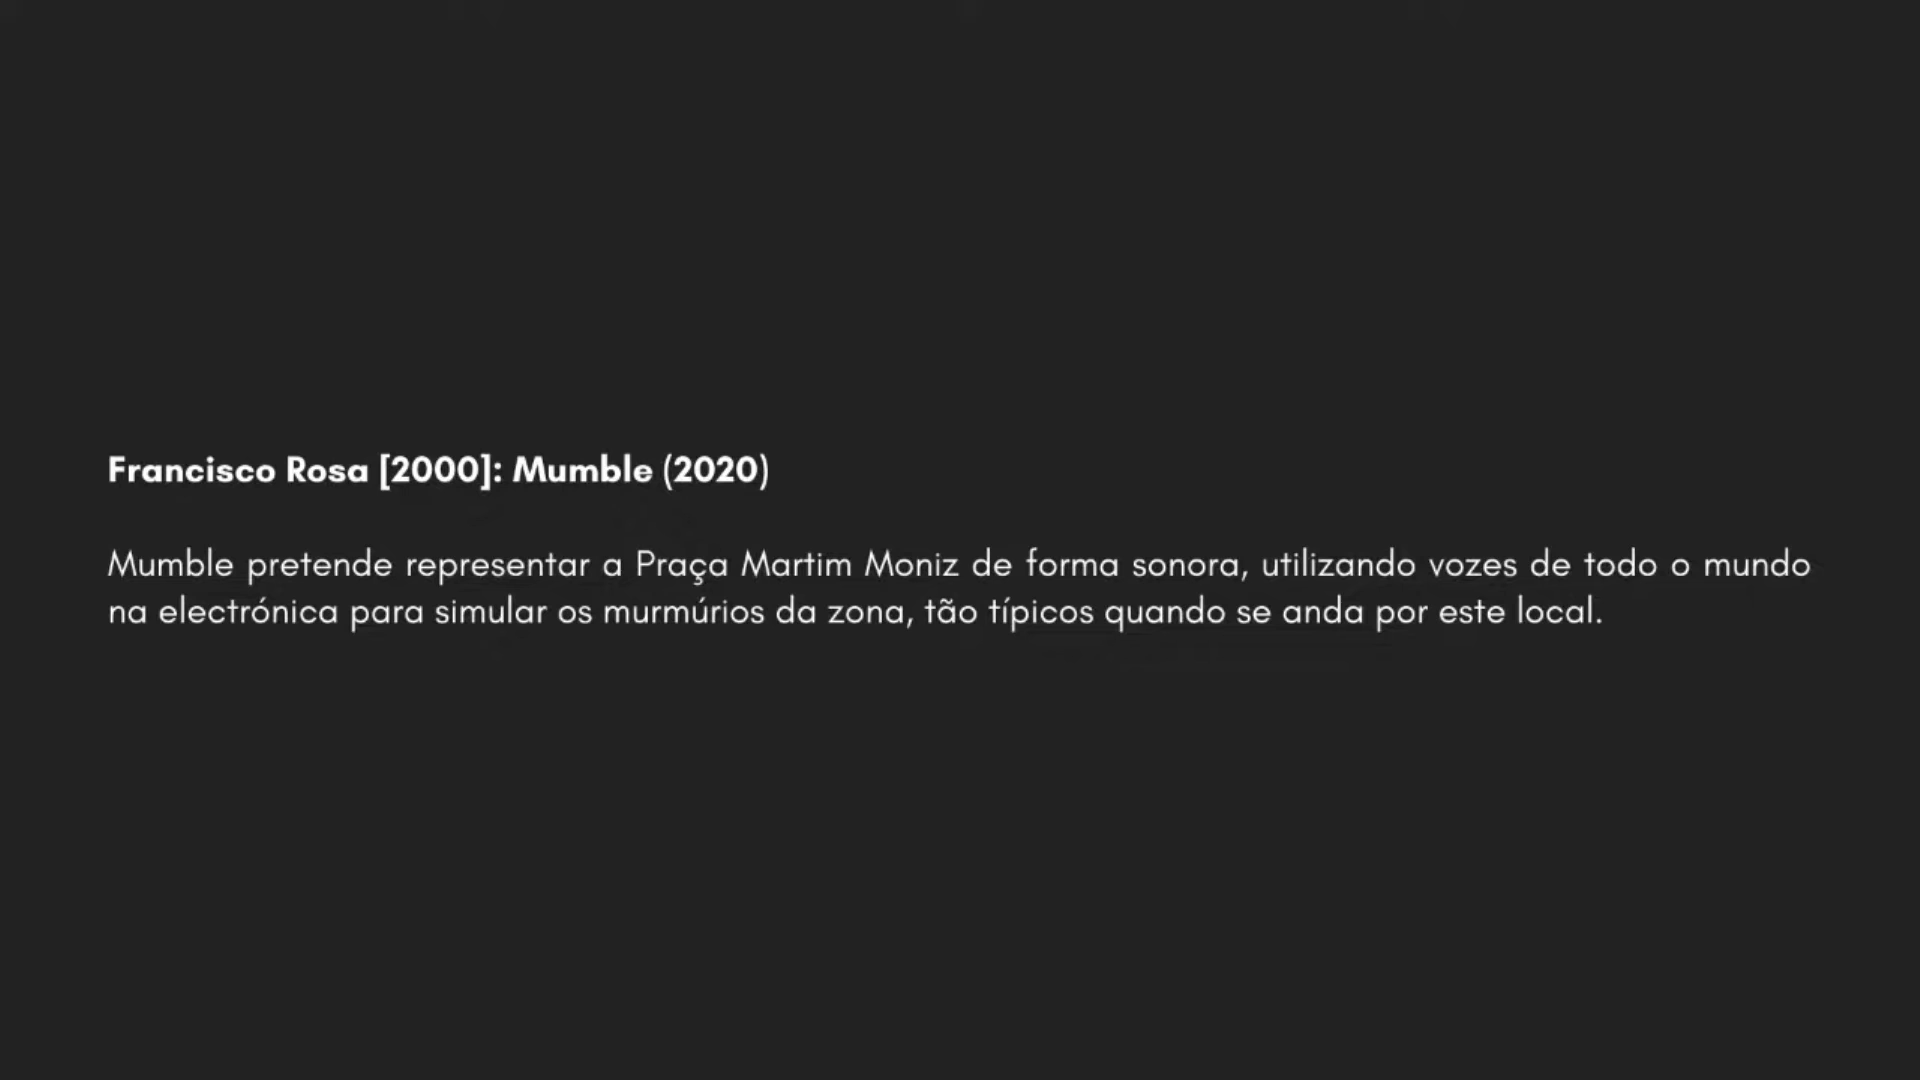 Francisco Rosa [2000]: Mumble (2020)
Mumble pretende representar a Praça Martim Moniz de forma sonora, utilizando vozes de todo o mundo
na electrónica para simular os murmúrios da zona, tão típicos quando se anda por este local.